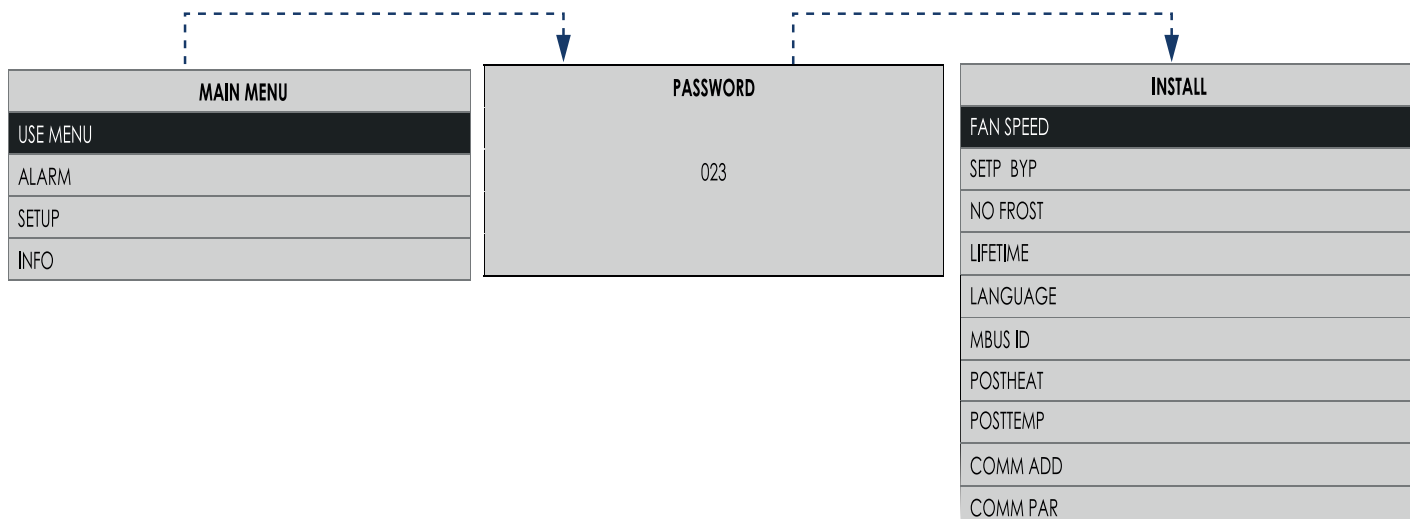 MAIN MENU
USE MENU
ALARM
SETUP
INFO
PASSWORD
023
INSTALL
FAN SPEED
SETP BYP
NO FROST
LIFETIME
LANGUAGE
MBUS ID
POSTHEAT
POSTTEMP
COMM ADD
COMM PAR